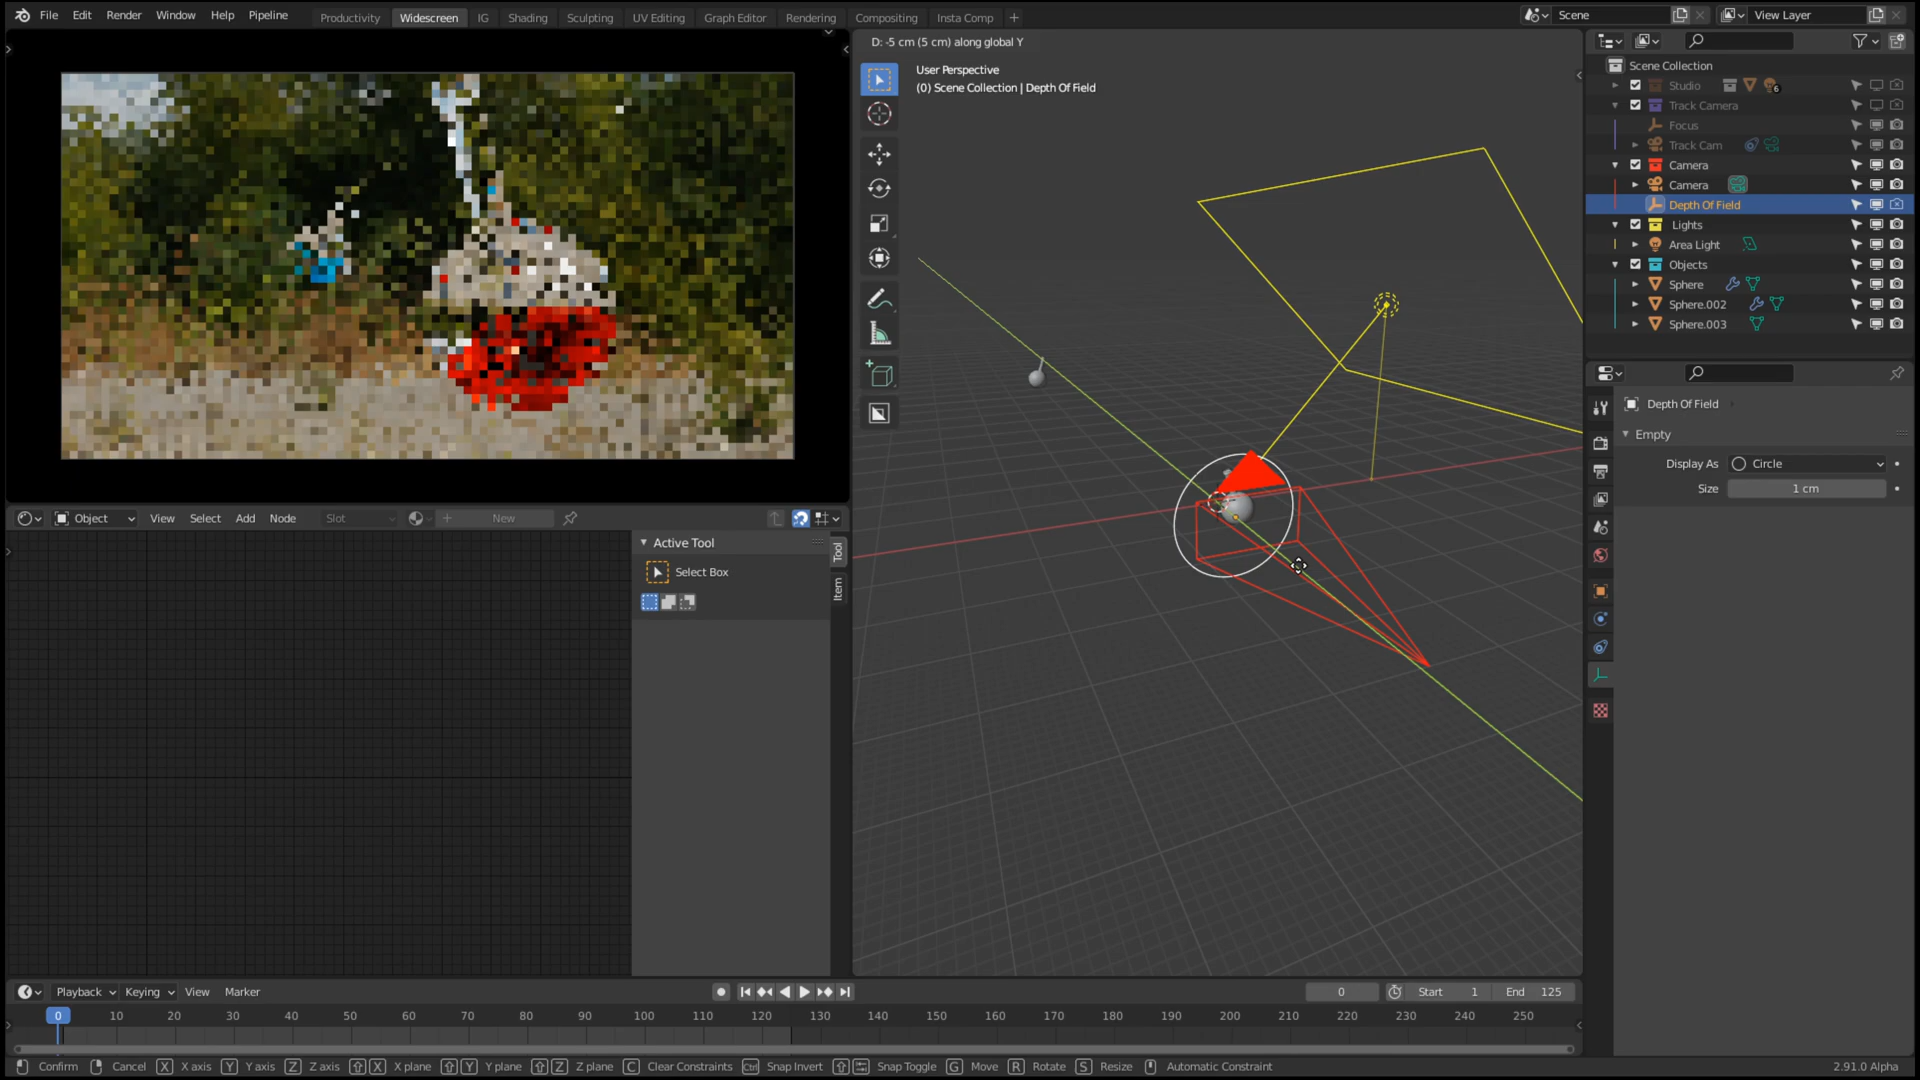 File Edit Render Window Help Pipeline
Productivity Widescreen IG Shading Sculpting UV Editing Graph Editor Rendering Compositing Insta Comp +
Scene
View Layer
D: -5 cm (5 cm) along global Y
User Perspective
(0) Scene Collection | Depth Of Field
Scene Collection
Studio 6
Track Camera
Focus
Track Cam
Camera
Camera
Depth Of Field
Lights
Area Light
Objects
Sphere
Sphere.002
Sphere.003
Depth Of Field
Empty
Display As Circle
Size 1 cm
Object View Select Add Node Slot New
Active Tool
Select Box
Tool
Item
Playback Keying View Marker
0 Start 1 End 125
0 10 20 30 40 50 60 70 80 90 100 110 120 130 140 150 160 170 180 190 200 210 220 230 240 250
Confirm Cancel X X axis Y Y axis Z Z axis X X plane Y Y plane Z Z plane C Clear Constraints Ctrl Snap Invert Snap Toggle G Move R Rotate S Resize Automatic Constraint 2.91.0 Alpha